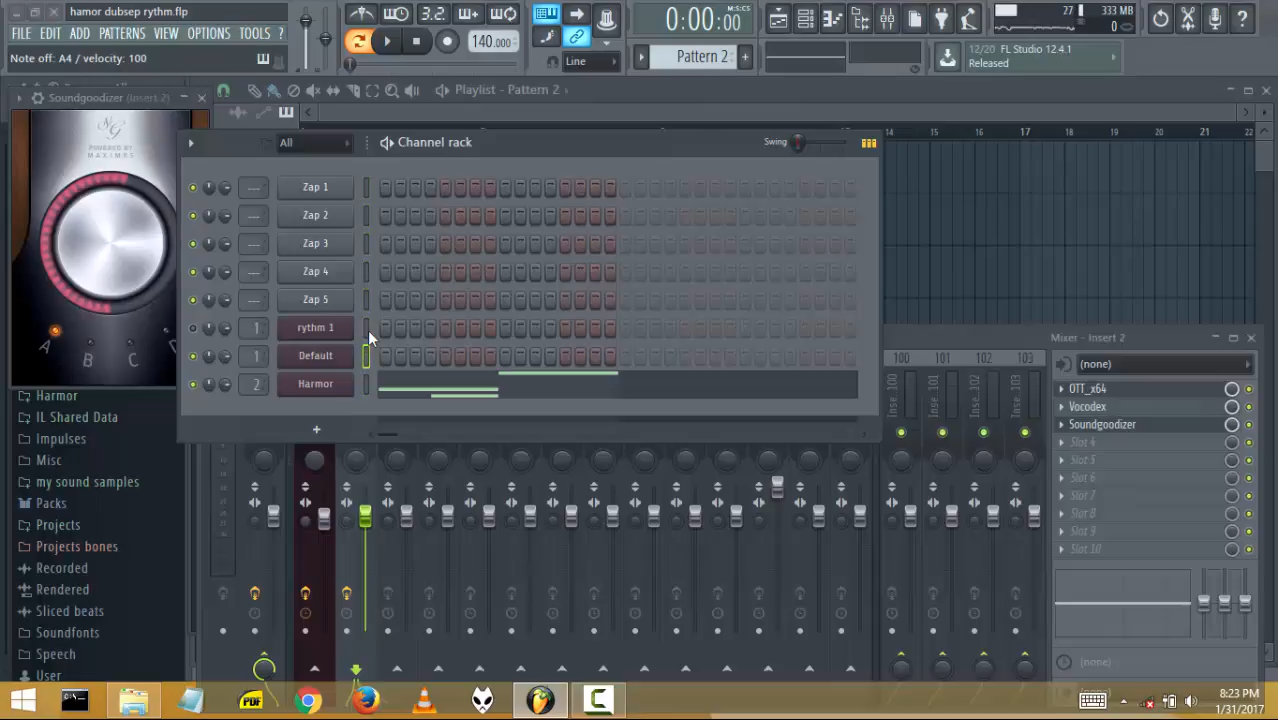 hamor dubsep rythm.flp
FILE EDIT ADD PATTERNS VIEW OPTIONS TOOLS ?
Note off: A4 / velocity: 100
3.2.
140.000
Line
0:00:00
M:S:CS
Pattern 2
27
333 MB
0
12/20 FL Studio 12.4.1
Released
Soundgoodizer (Insert 2)
POWERED BY
MAXIMUS
A
B
C
Playlist - Pattern 2
14 15 16 17 18 19 20 21 22
All
Channel rack
Swing
Zap 1
Zap 2
Zap 3
Zap 4
Zap 5
1 rythm 1
1 Default
2 Harmor
+
Harmor
IL Shared Data
Impulses
Misc
my sound samples
Packs
Projects
Projects bones
Recorded
Rendered
Sliced beats
Soundfonts
Speech
User
100 101 102 103
Mixer - Insert 2
(none)
OTT_x64
Vocodex
Soundgoodizer
Slot 4
Slot 5
Slot 6
Slot 7
Slot 8
Slot 9
Slot 10
(none)
PDF
8:23 PM
1/31/2017